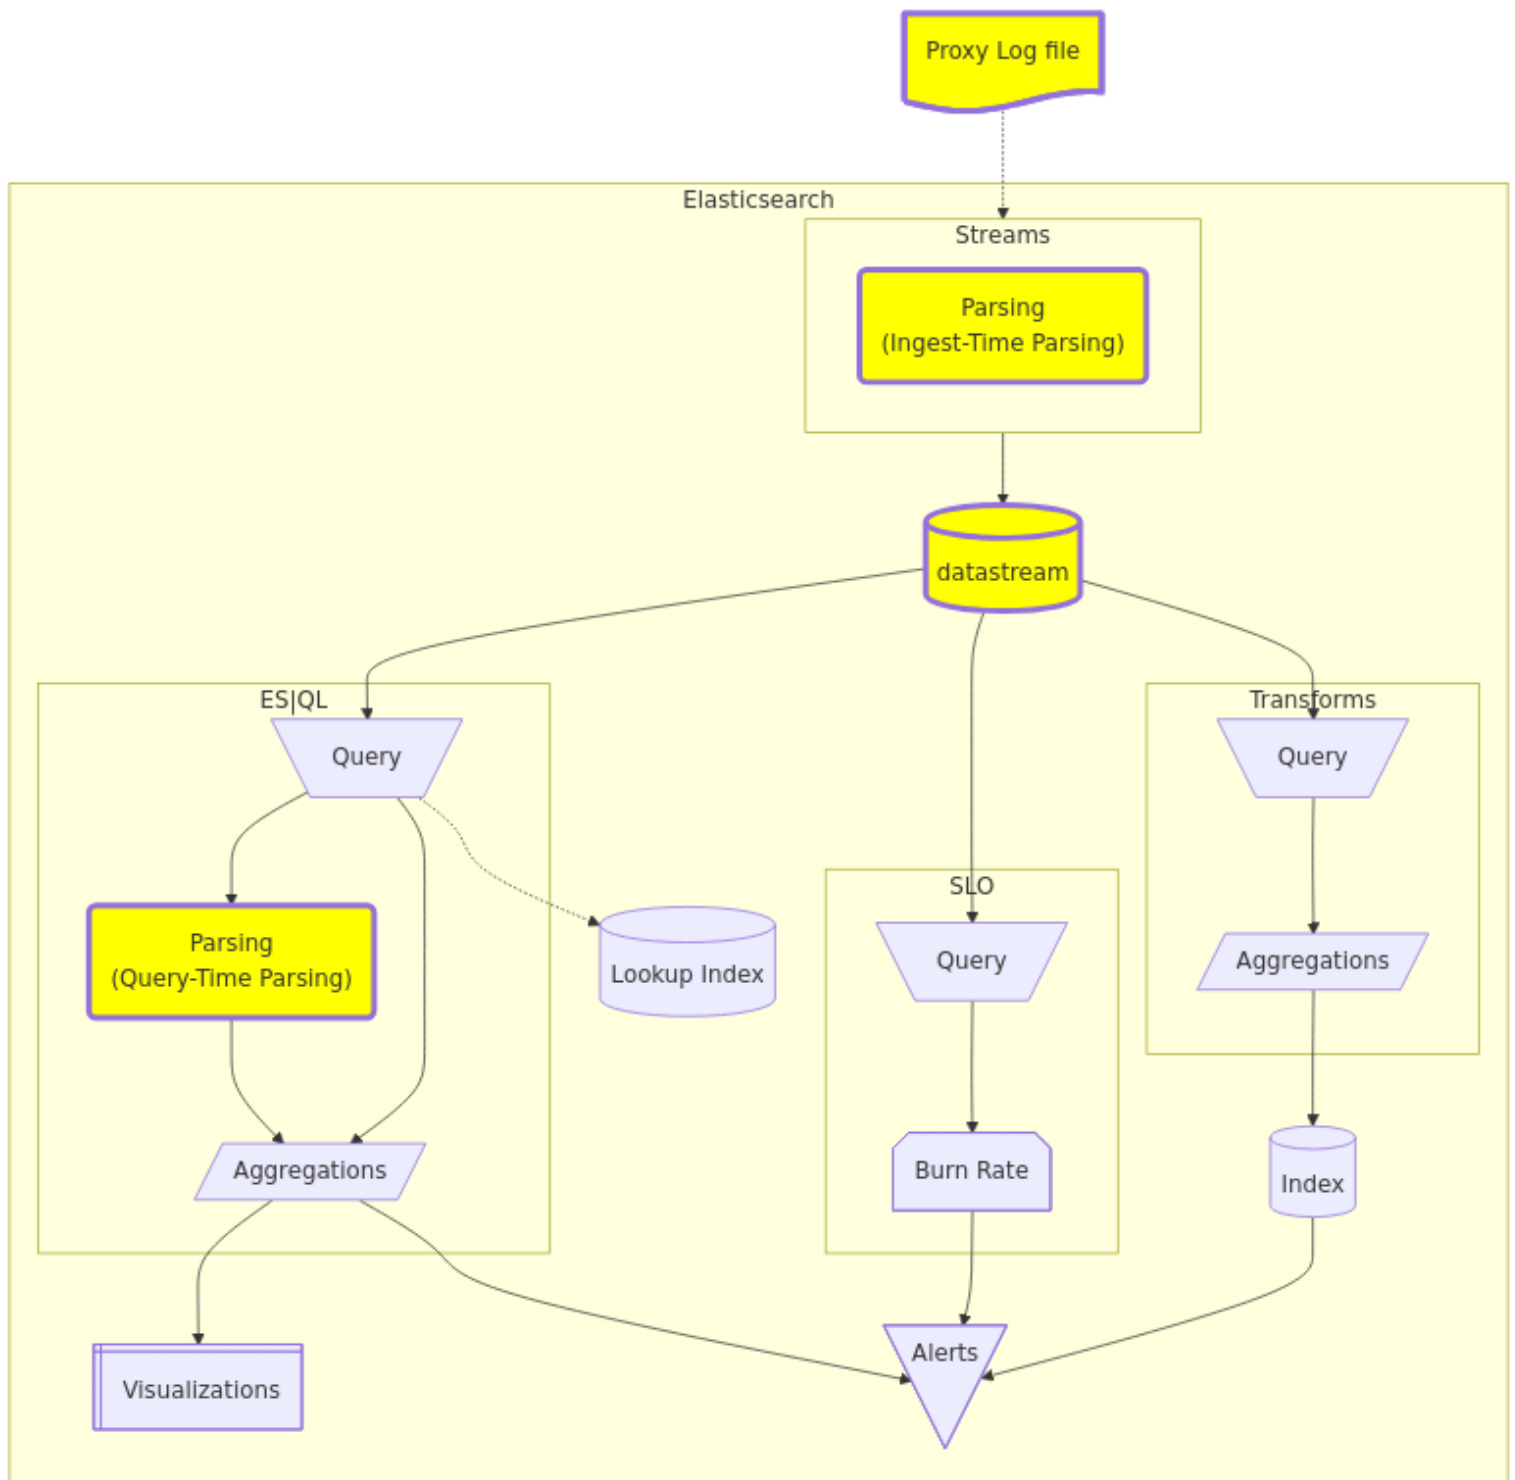 Proxy Log file
Elasticsearch
Streams
Parsing
(Ingest-Time Parsing)
datastream
ES|QL
Query
Transforms
Query
SLO
Query
Parsing
(Query-Time Parsing)
Lookup Index
Aggregations
Aggregations
Burn Rate
Index
Alerts
Visualizations